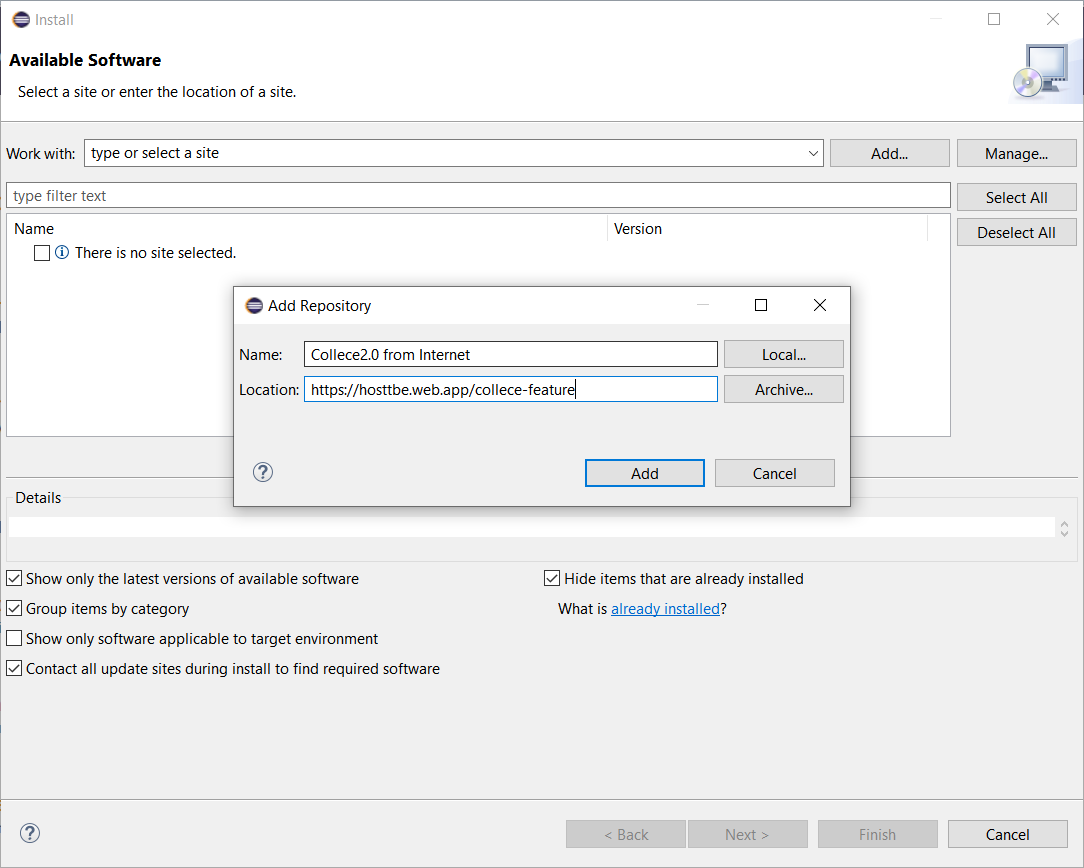 Install
Available Software
Select a site or enter the location of a site.
Work with: type or select a site Add... Manage...
type filter text Select All
Name Version Deselect All
There is no site selected.
Add Repository
Name: Collece2.0 from Internet Local...
Location: https://hosttbe.web.app/collece-feature Archive...
Add Cancel
Details
Show only the latest versions of available software Hide items that are already installed
Group items by category What is already installed?
Show only software applicable to target environment
Contact all update sites during install to find required software
< Back Next > Finish Cancel